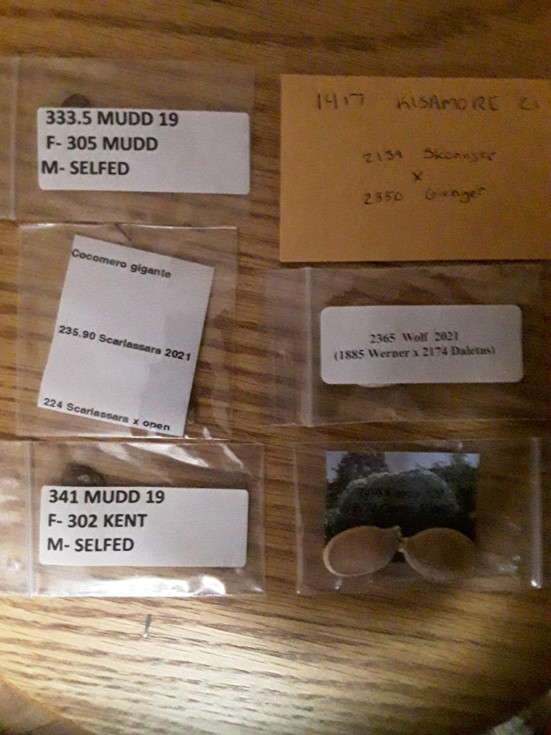 333.5 MUDD 19
F- 305 MUDD
M- SELFED
1417 KISAMORE
x
2350
Cocomero gigante
235.90 Scarlassara 2021
224 Scarlassara x open
2365 Wolf 2021
(1885 Werner x 2174 Daletas)
341 MUDD 19
F- 302 KENT
M- SELFED